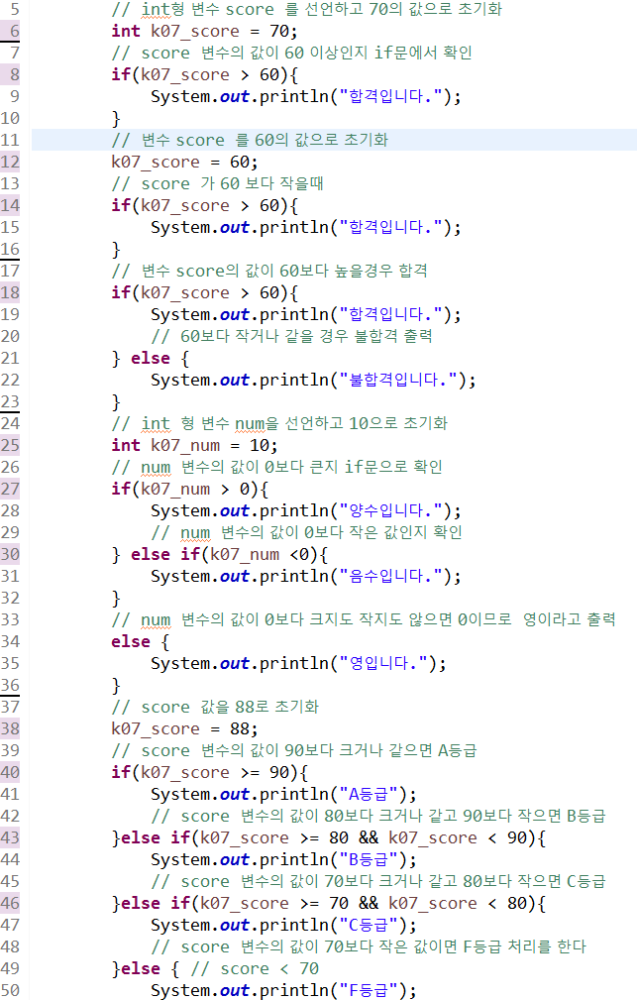 5 // int형 변수 score 를 선언하고 70의 값으로 초기화
6 int k07_score = 70;
7 // score 변수의 값이 60 이상인지 if문에서 확인
8 if(k07_score > 60){
9 System.out.println("합격입니다.");
10 }
11 // 변수 score 를 60의 값으로 초기화
12 k07_score = 60;
13 // score 가 60 보다 작을때
14 if(k07_score > 60){
15 System.out.println("합격입니다.");
16 }
17 // 변수 score의 값이 60보다 높을경우 합격
18 if(k07_score > 60){
19 System.out.println("합격입니다.");
20 // 60보다 작거나 같을 경우 불합격 출력
21 } else {
22 System.out.println("불합격입니다.");
23 }
24 // int 형 변수 num을 선언하고 10으로 초기화
25 int k07_num = 10;
26 // num 변수의 값이 0보다 큰지 if문으로 확인
27 if(k07_num > 0){
28 System.out.println("양수입니다.");
29 // num 변수의 값이 0보다 작은 값인지 확인
30 } else if(k07_num <0){
31 System.out.println("음수입니다.");
32 }
33 // num 변수의 값이 0보다 크지도 작지도 않으면 0이므로 영이라고 출력
34 else {
35 System.out.println("영입니다.");
36 }
37 // score 값을 88로 초기화
38 k07_score = 88;
39 // score 변수의 값이 90보다 크거나 같으면 A등급
40 if(k07_score >= 90){
41 System.out.println("A등급");
42 // score 변수의 값이 80보다 크거나 같고 90보다 작으면 B등급
43 }else if(k07_score >= 80 && k07_score < 90){
44 System.out.println("B등급");
45 // score 변수의 값이 70보다 크거나 같고 80보다 작으면 C등급
46 }else if(k07_score >= 70 && k07_score < 80){
47 System.out.println("C등급");
48 // score 변수의 값이 70보다 작은 값이면 F등급 처리를 한다
49 }else { // score < 70
50 System.out.println("F등급");